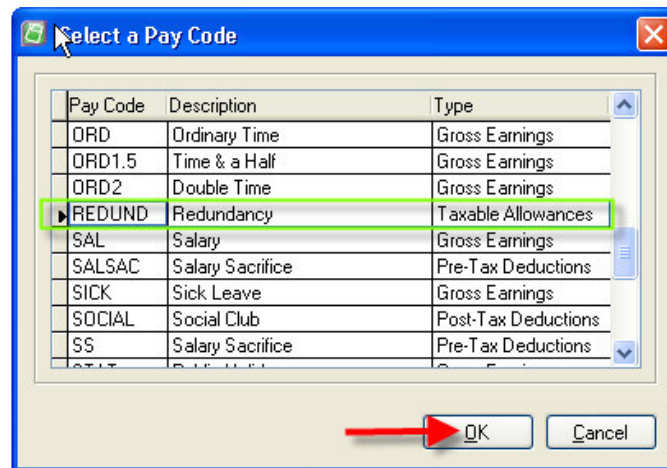 Select a Pay Code
Pay Code Description Type
ORD Ordinary Time Gross Earnings
ORD1.5 Time & a Half Gross Earnings
ORD2 Double Time Gross Earnings
REDUND Redundancy Taxable Allowances
SAL Salary Gross Earnings
SALSAC Salary Sacrifice Pre-Tax Deductions
SICK Sick Leave Gross Earnings
SOCIAL Social Club Post-Tax Deductions
SS Salary Sacrifice Pre-Tax Deductions
OK Cancel